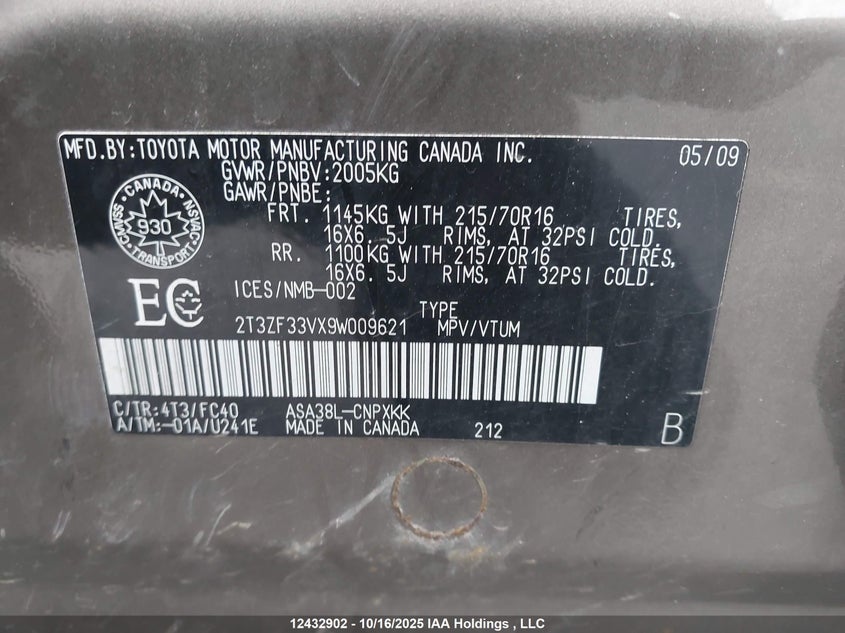 MFD.BY:TOYOTA MOTOR MANUFACTURING CANADA INC. 05/09
GVWR/PNBV:2005KG
GAWR/PNBE:
FRT. 1145KG WITH 215/70R16 TIRES,
16X6. 5J RIMS, AT 32PSI COLD.
RR. 1100KG WITH 215/70R16 TIRES,
16X6. 5J RIMS, AT 32PSI COLD.
CANADA
CMVSS NSVAC
930
TRANSPORT
EC
ICES/NMB-002
TYPE
2T3ZF33VX9W009621 MPV/VTUM
C/TR:4T3/FC40 ASA38L-CNPXKK
A/TM:-01A/U241E MADE IN CANADA 212 B
12432902 - 10/16/2025 IAA Holdings , LLC